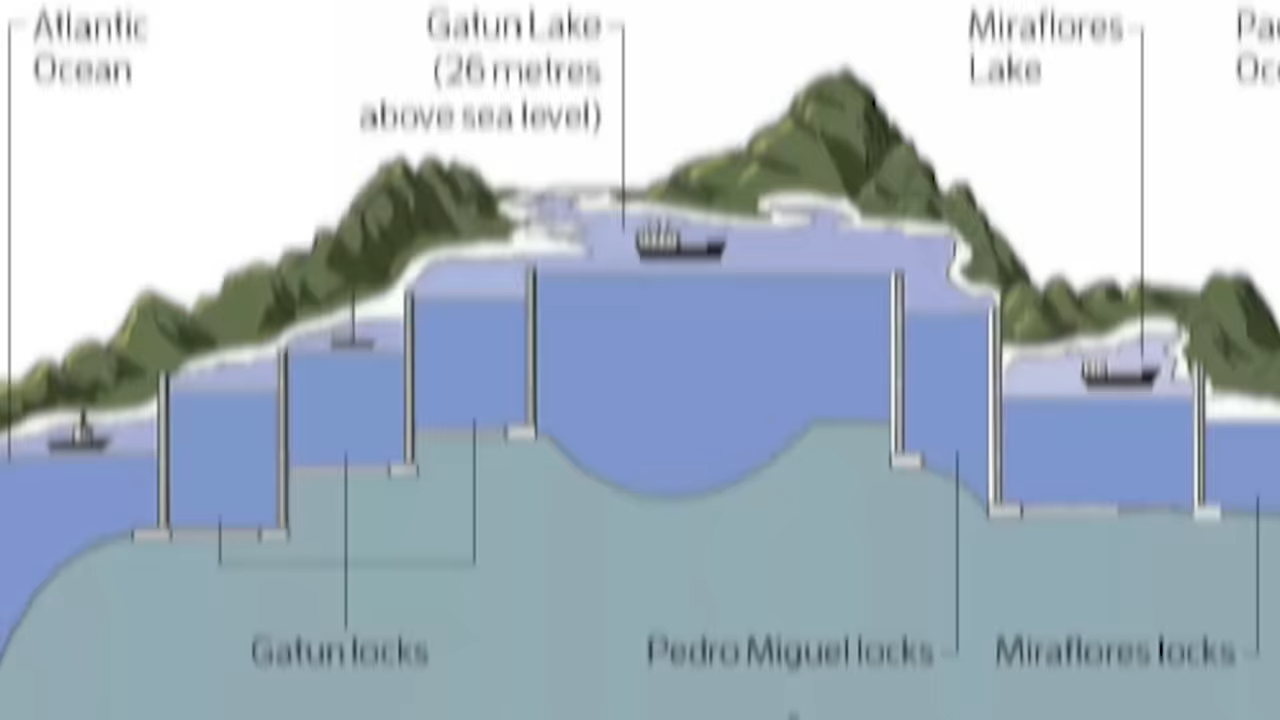 Atlantic
Ocean
Gatun Lake
(26 metres
above sea level)
Miraflores
Lake
Gatun locks
Pedro Miguel locks
Miraflores locks